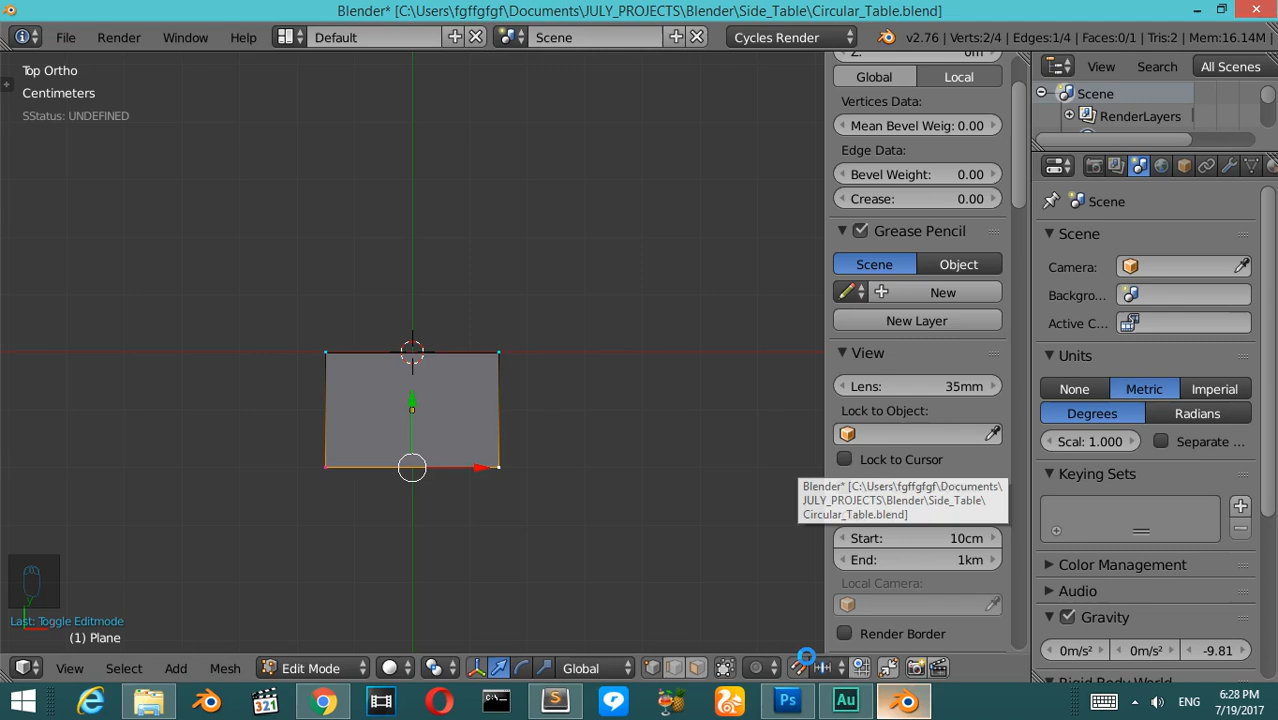 Blender* [C:\Users\fgffgfgf\Documents\JULY_PROJECTS\Blender\Side_Table\Circular_Table.blend]
File Render Window Help Default Scene Cycles Render v2.76 | Verts:2/4 | Edges:1/4 | Faces:0/1 | Tris:2 | Mem:16.14M
Top Ortho
Centimeters
SStatus: UNDEFINED
0m
Global Local
Vertices Data:
Mean Bevel Weig: 0.00
Edge Data:
Bevel Weight: 0.00
Crease: 0.00
Grease Pencil
Scene Object
New
New Layer
View
Lens: 35mm
Lock to Object:
Lock to Cursor
Blender* [C:\Users\fgffgfgf\Documents\
JULY_PROJECTS\Blender\Side_Table\
Circular_Table.blend]
Start: 10cm
End: 1km
Local Camera:
Render Border
View Search All Scenes
Scene
RenderLayers
Scene
Scene
Camera:
Backgro...
Active C...
Units
None Metric Imperial
Degrees Radians
Scal: 1.000 Separate ...
Keying Sets
Color Management
Audio
Gravity
0m/s² 0m/s² -9.81
y
Last: Toggle Editmode
(1) Plane
View Select Add Mesh Edit Mode Global
321
Ps Au
ENG
6:28 PM
7/19/2017